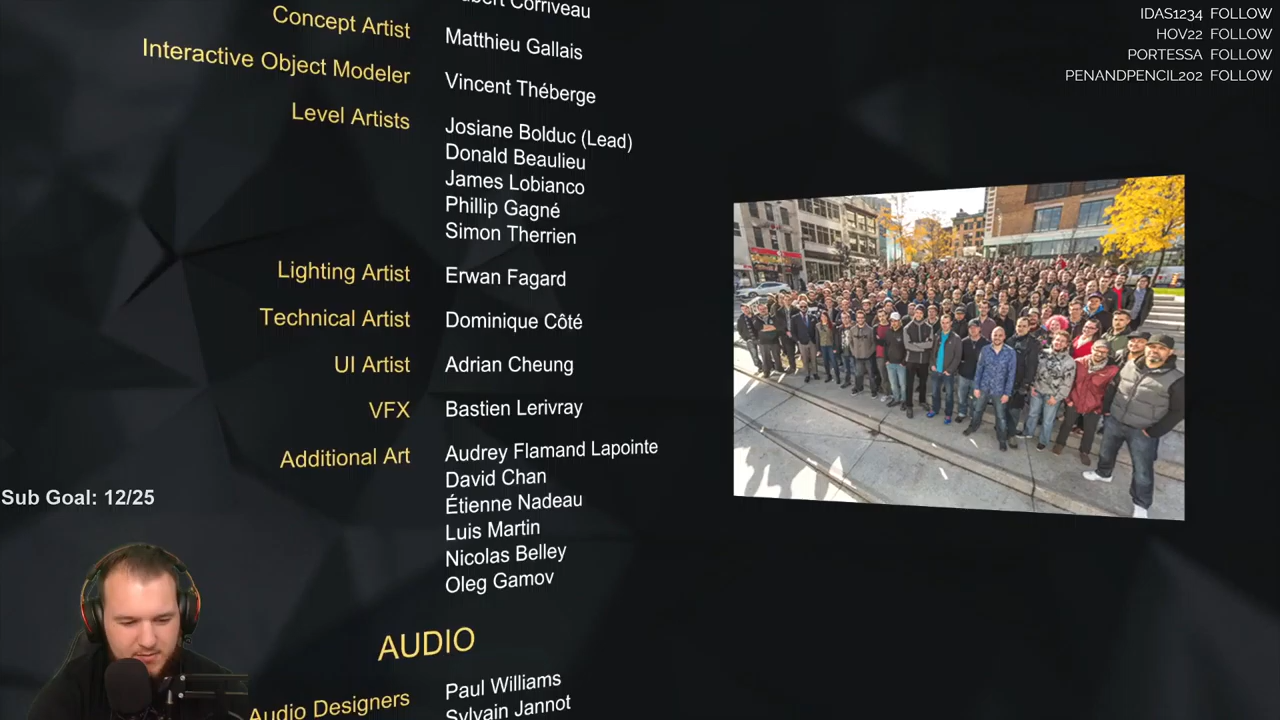 IDAS1234 FOLLOW
HOV22 FOLLOW
PORTESSA FOLLOW
PENANDPENCIL202 FOLLOW
Corriveau
Concept Artist Matthieu Gallais
Interactive Object Modeler Vincent Théberge
Level Artists Josiane Bolduc (Lead)
Donald Beaulieu
James Lobianco
Phillip Gagné
Simon Therrien
Lighting Artist Erwan Fagard
Technical Artist Dominique Côté
UI Artist Adrian Cheung
VFX Bastien Lerivray
Additional Art Audrey Flamand Lapointe
David Chan
Étienne Nadeau
Luis Martin
Nicolas Belley
Oleg Gamov
Sub Goal: 12/25
AUDIO
Audio Designers Paul Williams
Sylvain Jannot